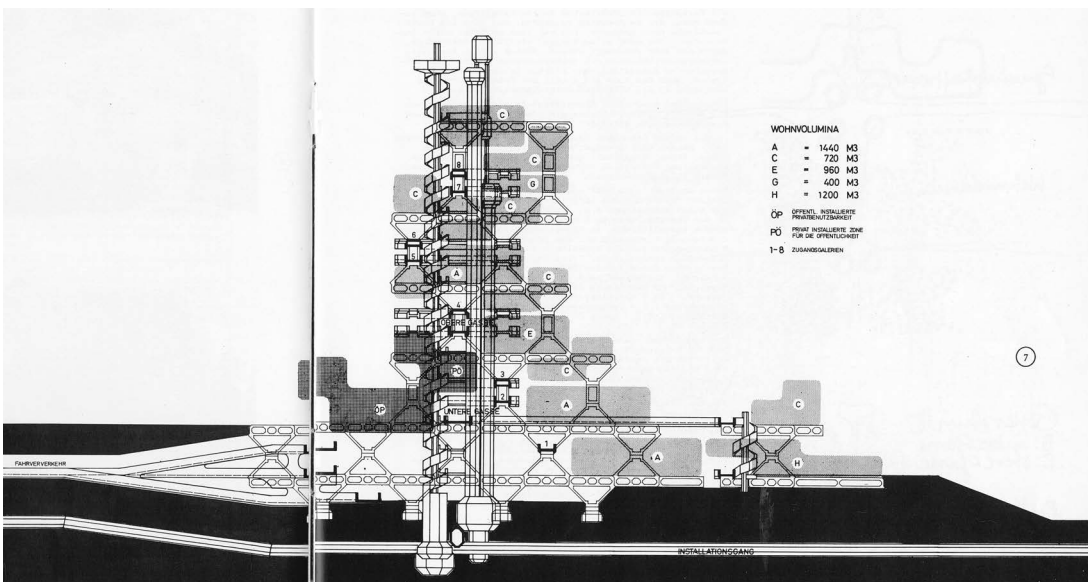 C
C
8
7
G
C
C
6
5
A
C
4
OBERE GASSE
E
PÖ
C
3
2
ÖP
UNTERE GASSE
A
C
1
A
H
FAHRVERVERKEHR
INSTALLATIONSGANG
WOHNVOLUMINA
A = 1440 M3
C = 720 M3
E = 960 M3
G = 400 M3
H = 1200 M3
ÖP ÖFFENTL. INSTALLIERTE
PRIVATBENUTZBARKEIT
PÖ PRIVAT INSTALLIERTE ZONE
FÜR DIE ÖFFENTLICHKEIT
1-8 ZUGANGSGALERIEN
7